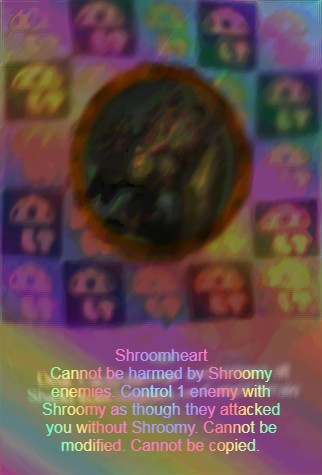 Shroomheart
Cannot be harmed by Shroomy
enemies. Control 1 enemy with
Shroomy as though they attacked
you without Shroomy. Cannot be
modified. Cannot be copied.